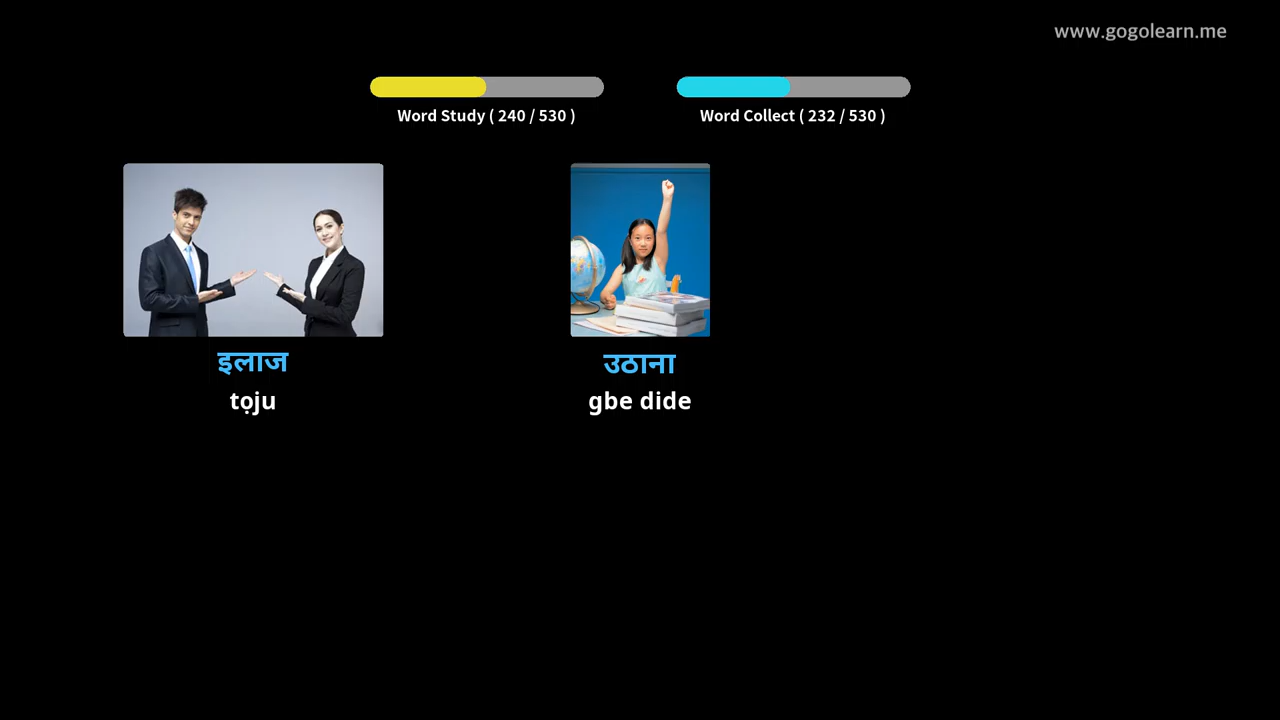 www.gogolearn.me
Word Study ( 240 / 530 )
Word Collect ( 232 / 530 )
इलाज
tọju
उठाना
gbe dide